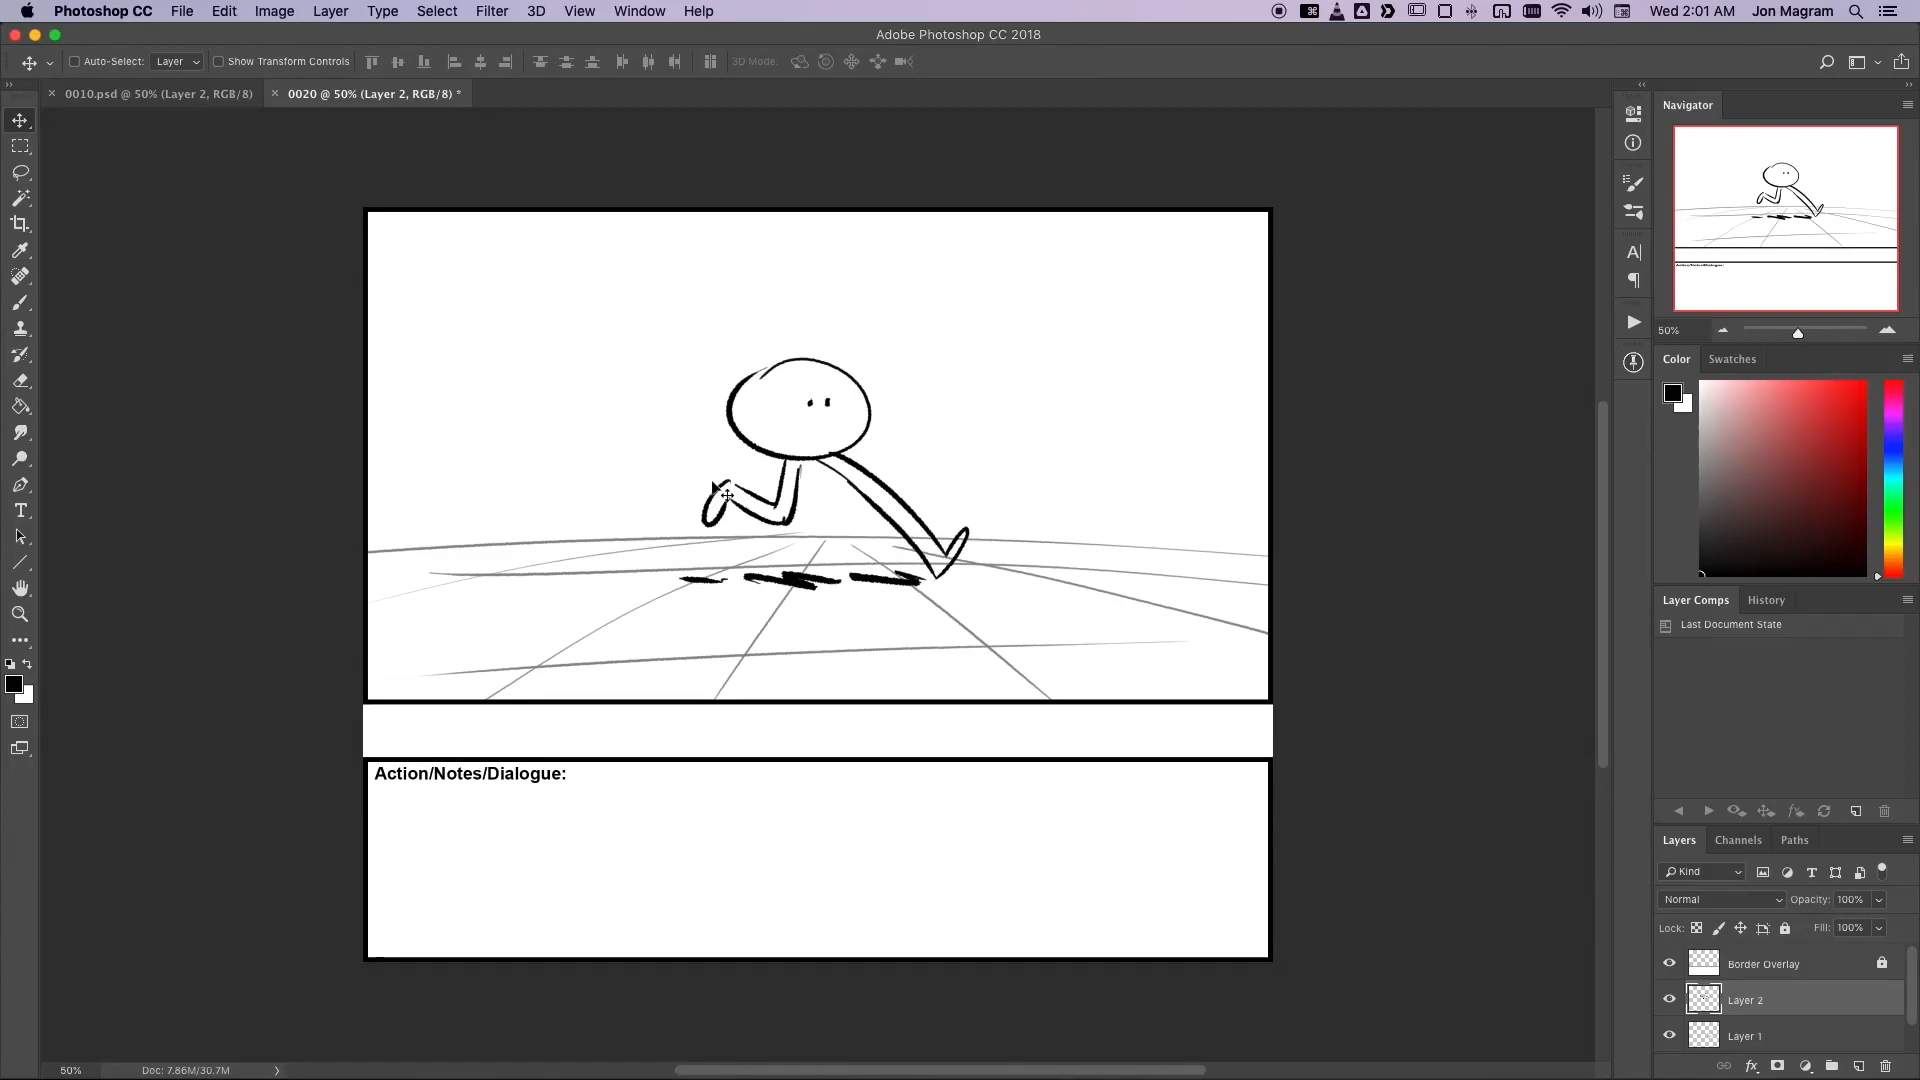 Photoshop CC File Edit Image Layer Type Select Filter 3D View Window Help Wed 2:01 AM Jon Magram
Adobe Photoshop CC 2018
Auto-Select: Layer Show Transform Controls 3D Mode:
0010.psd @ 50% (Layer 2, RGB/8) 0020 @ 50% (Layer 2, RGB/8) *
Navigator
Action/Notes/Dialogue:
50%
Color Swatches
Layer Comps History
Last Document State
Action/Notes/Dialogue:
Layers Channels Paths
Kind
Normal Opacity: 100%
Lock: Fill: 100%
Border Overlay
Layer 2
Layer 1
50% Doc: 7.86M/30.7M